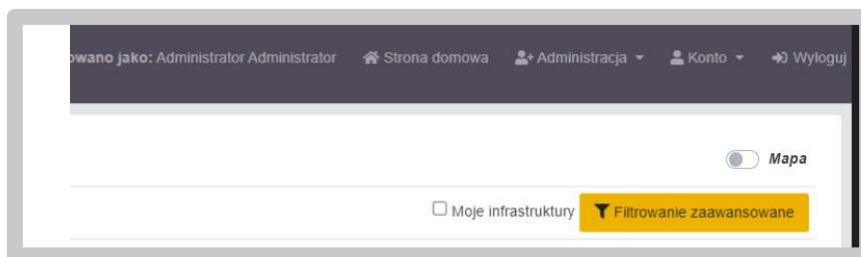 owano jako: Administrator Administrator Strona domowa Administracja Konto Wyloguj
Mapa
Moje infrastruktury Filtrowanie zaawansowane